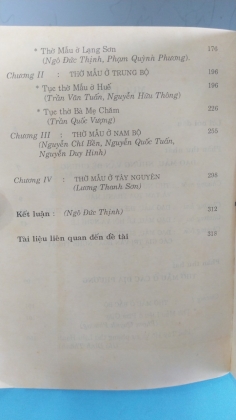 * Thờ Mẫu ở Lạng Sơn 176
(Ngô Đức Thịnh, Phạm Quỳnh Phương).
Chương II : THỜ MẪU Ở TRUNG BỘ 196
* Tục thờ Mẫu ở Huế 196
(Trần Văn Tuấn, Nguyễn Hữu Thông)
* Tục thờ Bà Mẹ Chăm 236
(Trần Quốc Vượng)
Chương III : THỜ MẪU Ở NAM BỘ 255
(Nguyễn Chí Bền, Nguyễn Quốc Tuấn,
Nguyễn Duy Hinh)
Chương IV : THỜ MẪU Ở TÂY NGUYÊN 298
(Lương Thanh Sơn)
Kết luận : (Ngô Đức Thịnh) 312
Tài liệu liên quan đến đề tài 318